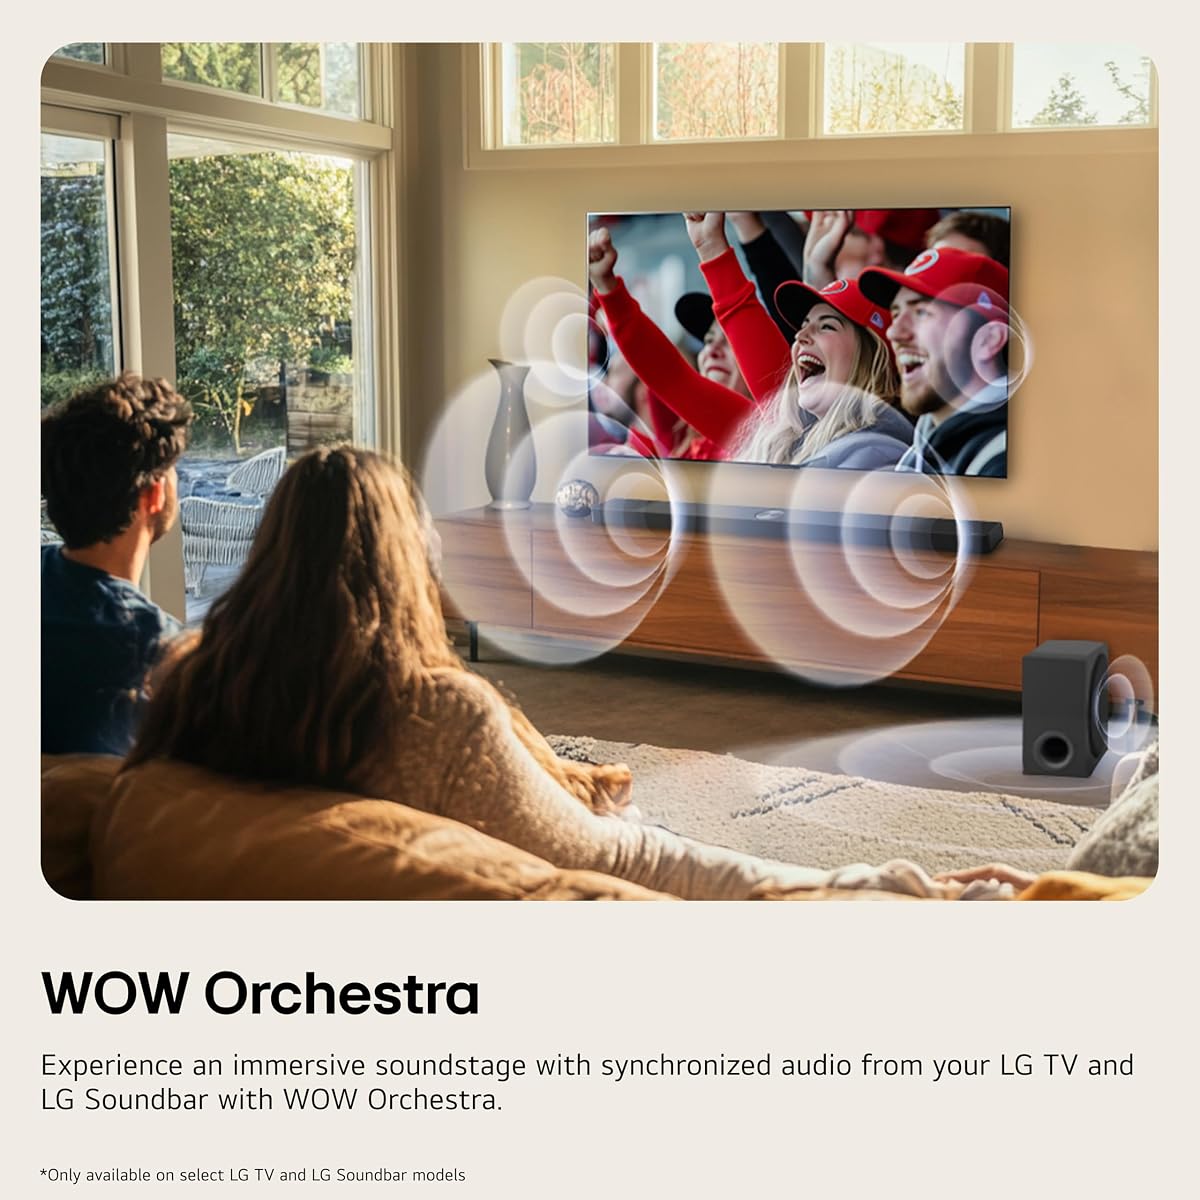 WOW Orchestra
Experience an immersive soundstage with synchronized audio from your LG TV and
LG Soundbar with WOW Orchestra.
*Only available on select LG TV and LG Soundbar models